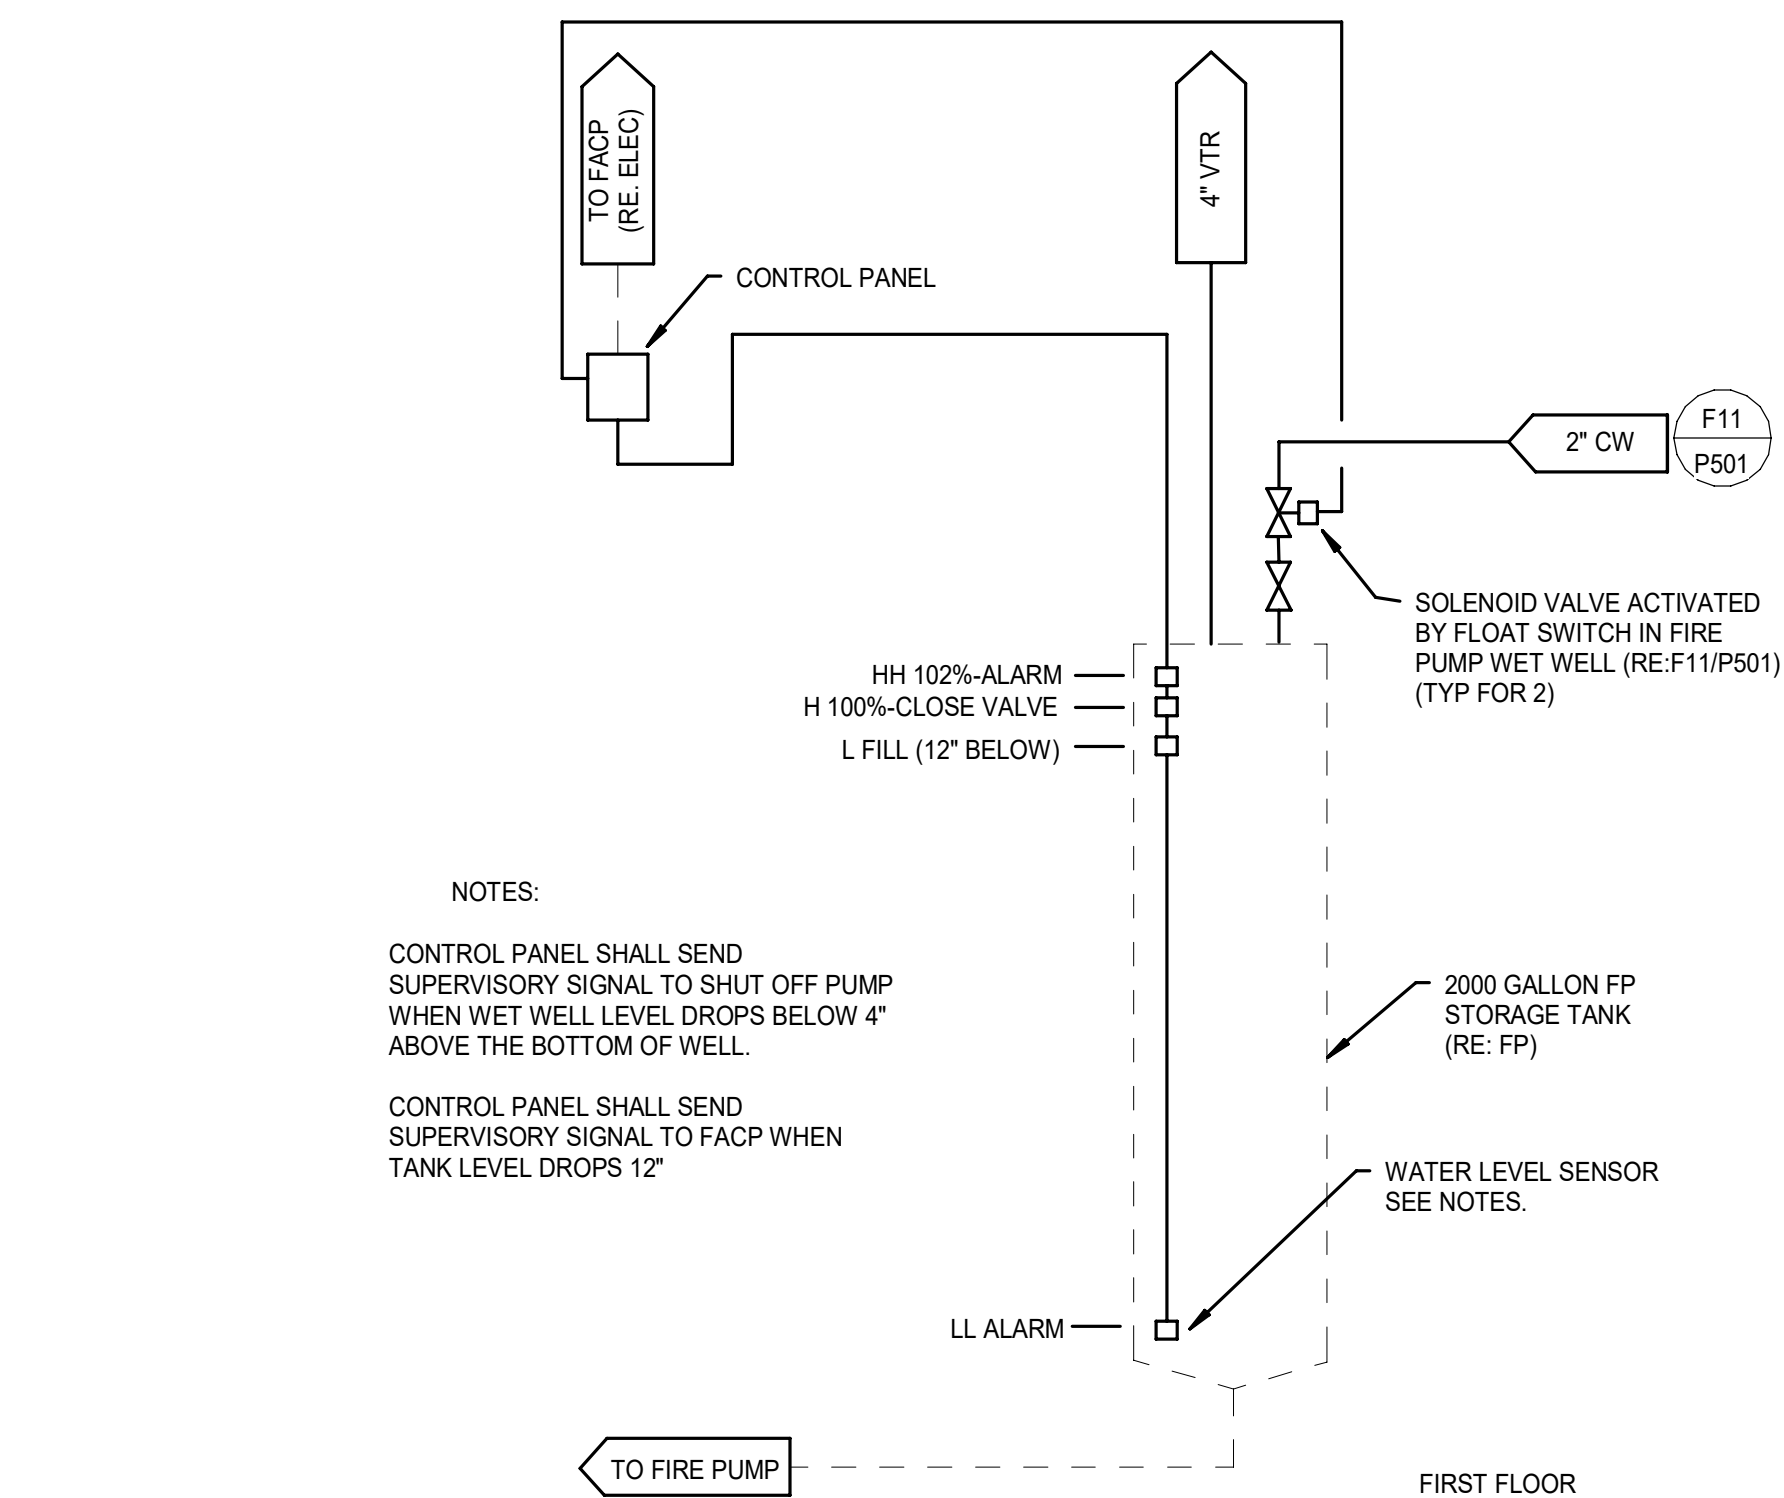 TO FACP
(RE. ELEC)
4" VTR
CONTROL PANEL
F11
2" CW
P501
SOLENOID VALVE ACTIVATED
BY FLOAT SWITCH IN FIRE
PUMP WET WELL (RE:F11/P501)
(TYP FOR 2)
HH 102%-ALARM
H 100%-CLOSE VALVE
L FILL (12" BELOW)
NOTES:
CONTROL PANEL SHALL SEND
SUPERVISORY SIGNAL TO SHUT OFF PUMP
WHEN WET WELL LEVEL DROPS BELOW 4"
ABOVE THE BOTTOM OF WELL.
CONTROL PANEL SHALL SEND
SUPERVISORY SIGNAL TO FACP WHEN
TANK LEVEL DROPS 12"
2000 GALLON FP
STORAGE TANK
(RE: FP)
WATER LEVEL SENSOR
SEE NOTES.
LL ALARM
TO FIRE PUMP
FIRST FLOOR